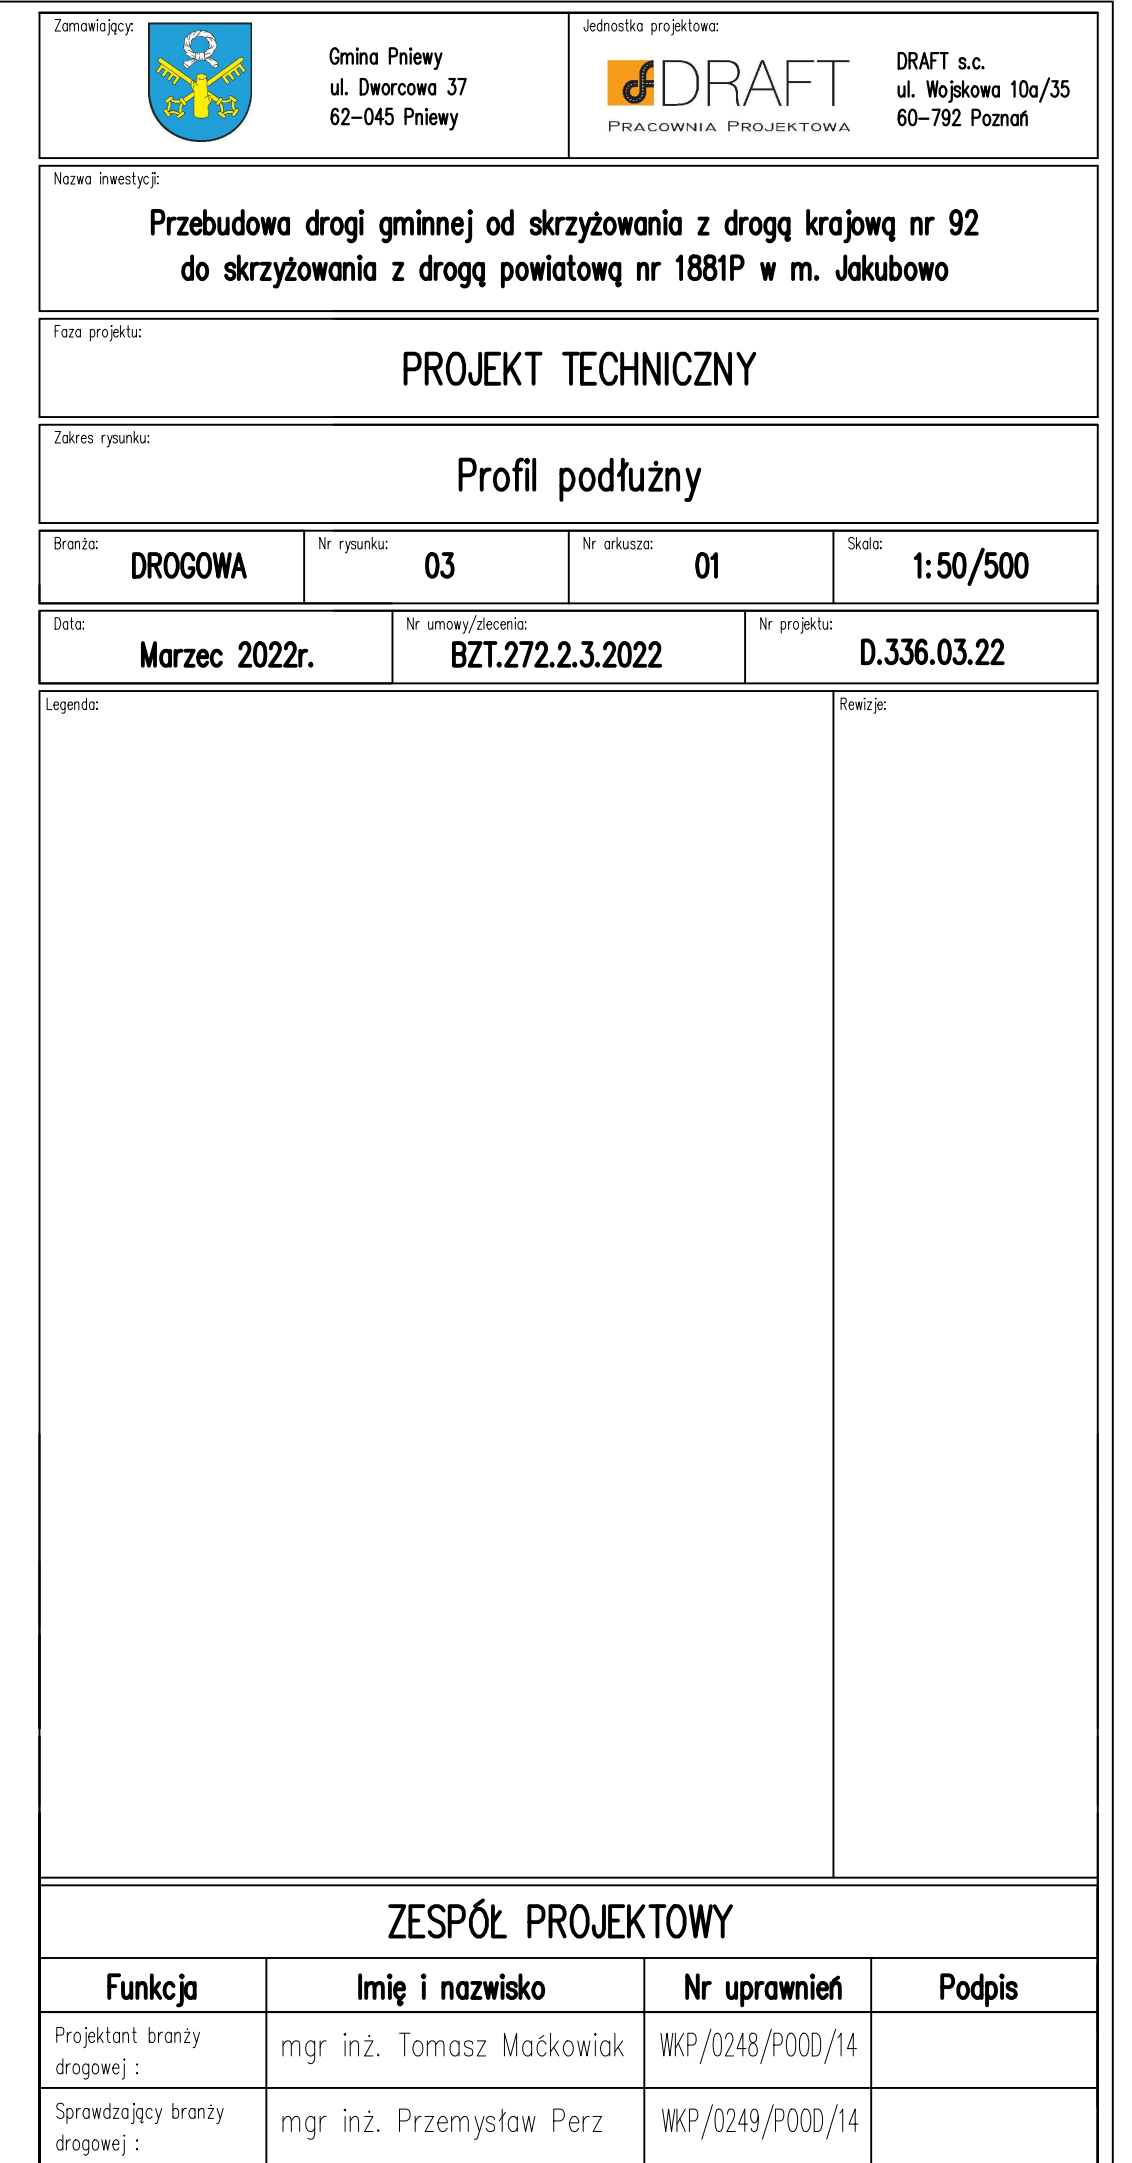 Zamawiający:
Gmina Pniewy
ul. Dworcowa 37
62-045 Pniewy
Jednostka projektowa:
DRAFT
PRACOWNIA PROJEKTOWA
DRAFT s.c.
ul. Wojskowa 10a/35
60-792 Poznań
Nazwa inwestycji:
Przebudowa drogi gminnej od skrzyżowania z drogą krajową nr 92
do skrzyżowania z drogą powiatową nr 1881P w m. Jakubowo
Faza projektu:
PROJEKT TECHNICZNY
Zakres rysunku:
Profil podłużny
Branża:
DROGOWA
Nr rysunku:
03
Nr arkusza:
01
Skala:
1:50/500
Data:
Marzec 2022r.
Nr umowy/zlecenia:
BZT.272.2.3.2022
Nr projektu:
D.336.03.22
Legenda:
Rewizje:
ZESPÓŁ PROJEKTOWY
Funkcja Imię i nazwisko Nr uprawnień Podpis
Projektant branży
drogowej :
mgr inż. Tomasz Maćkowiak
WKP/0248/POOD/14
Sprawdzający branży
drogowej :
mgr inż. Przemysław Perz
WKP/0249/POOD/14